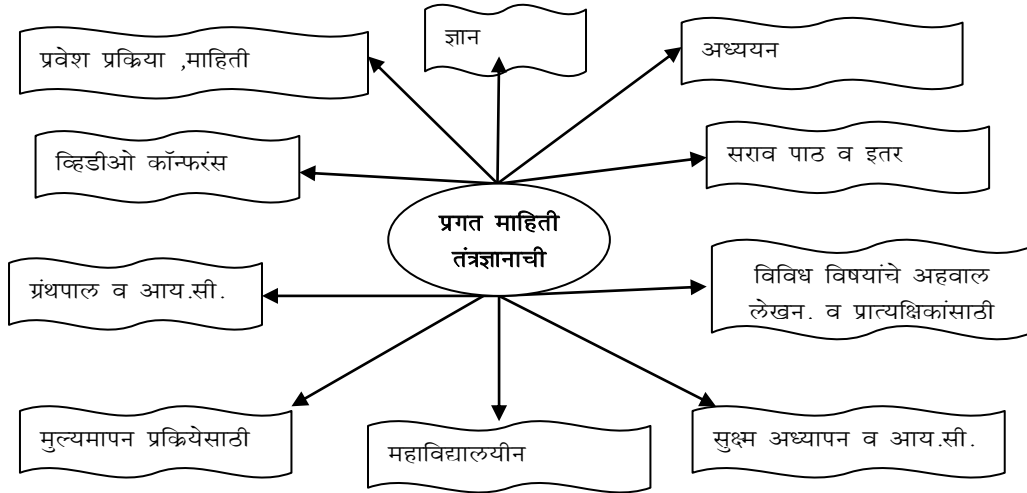 ज्ञान
प्रवेश प्रक्रिया ,माहिती
अध्ययन
व्हिडीओ कॉन्फरंस
सराव पाठ व इतर
प्रगत माहिती
तंत्रज्ञानाची
ग्रंथपाल व आय.सी.
विविध विषयांचे अहवाल
लेखन. व प्रात्यक्षिकांसाठी
मुल्यमापन प्रक्रियेसाठी
महाविद्यालयीन
सुक्ष्म अध्यापन व आय.सी.